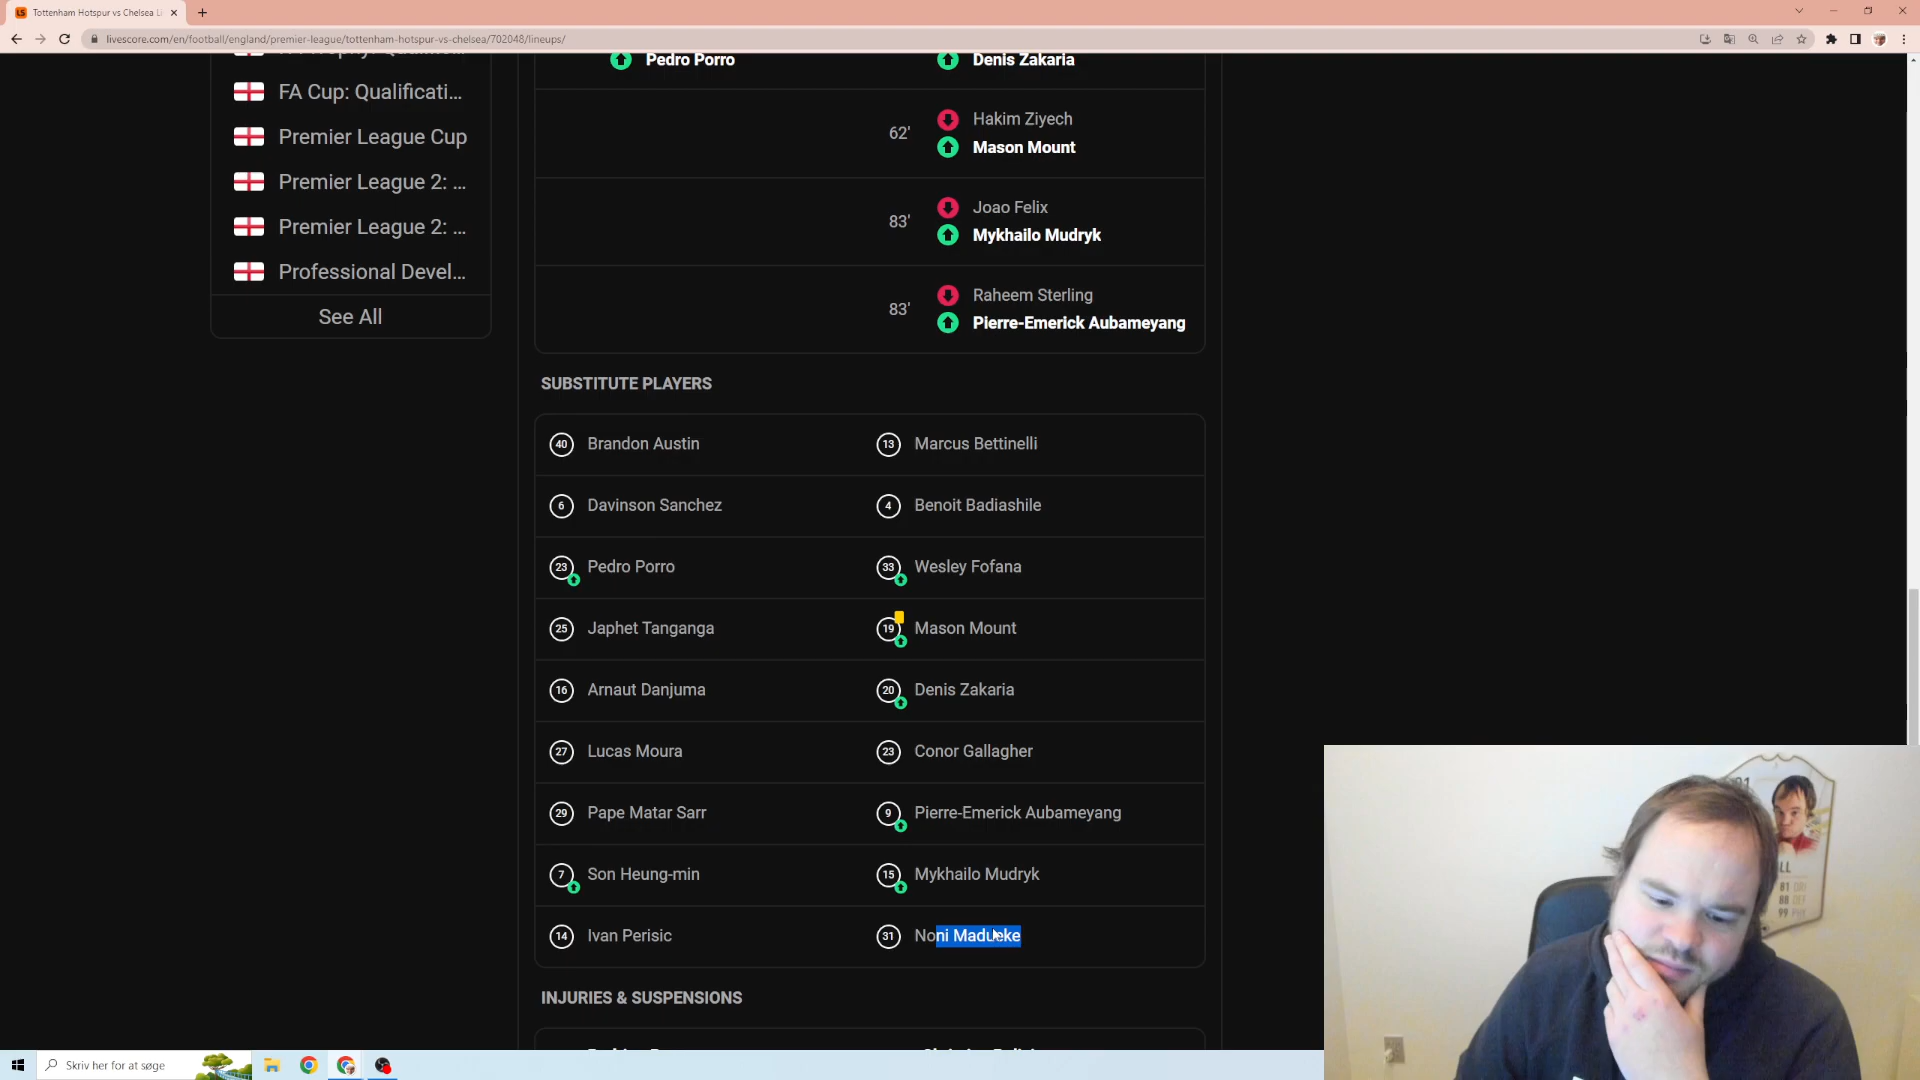 Tottenham Hotspur vs Chelsea Li
livescore.com/en/football/england/premier-league/tottenham-hotspur-vs-chelsea/702048/lineups/
FA Cup: Qualificati...
Premier League Cup
Premier League 2: ...
Premier League 2: ...
Professional Devel...
See All
Pedro Porro
Denis Zakaria
62'
Hakim Ziyech
Mason Mount
83'
Joao Felix
Mykhailo Mudryk
83'
Raheem Sterling
Pierre-Emerick Aubameyang
SUBSTITUTE PLAYERS
40 Brandon Austin
13 Marcus Bettinelli
6 Davinson Sanchez
4 Benoit Badiashile
23 Pedro Porro
33 Wesley Fofana
25 Japhet Tanganga
19 Mason Mount
16 Arnaut Danjuma
20 Denis Zakaria
27 Lucas Moura
23 Conor Gallagher
29 Pape Matar Sarr
9 Pierre-Emerick Aubameyang
7 Son Heung-min
15 Mykhailo Mudryk
14 Ivan Perisic
31 Noni Madueke
INJURIES & SUSPENSIONS
81 DRI
88 DEF
99 PHY
Skriv her for at søge